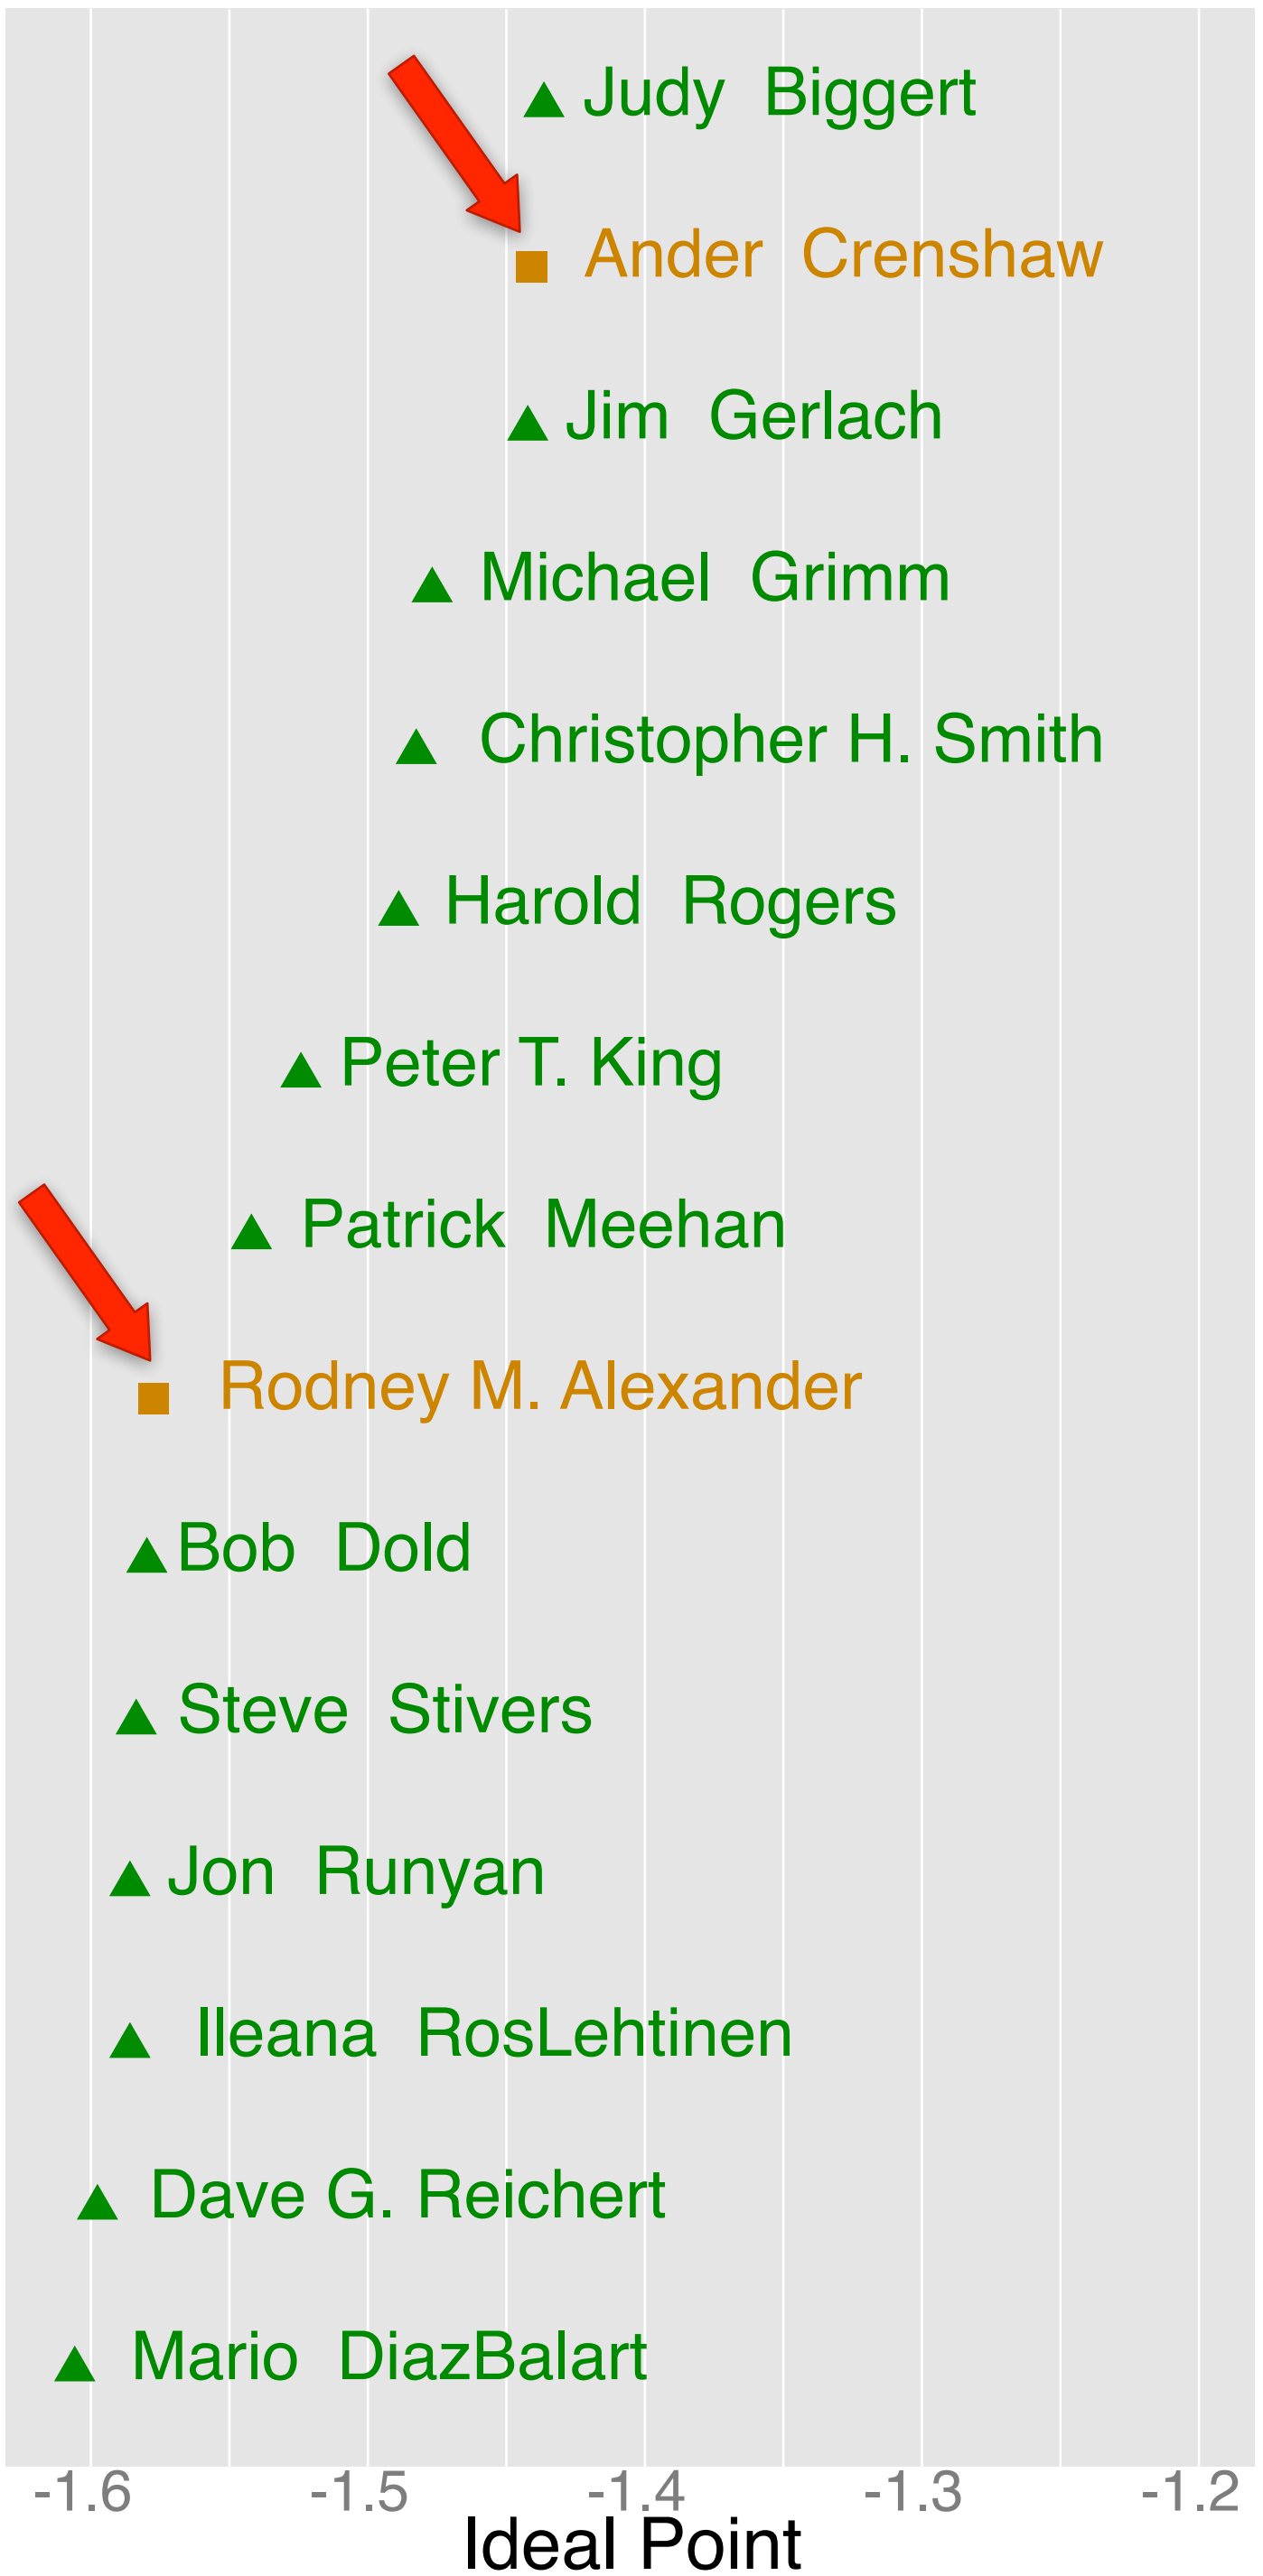 Judy Biggert
Ander Crenshaw
Jim Gerlach
Michael Grimm
Christopher H. Smith
Harold Rogers
Peter T. King
Patrick Meehan
Rodney M. Alexander
Bob Dold
Steve Stivers
Jon Runyan
Ileana RosLehtinen
Dave G. Reichert
Mario DiazBalart
-1.6 -1.5 -1.4 -1.3 -1.2
Ideal Point